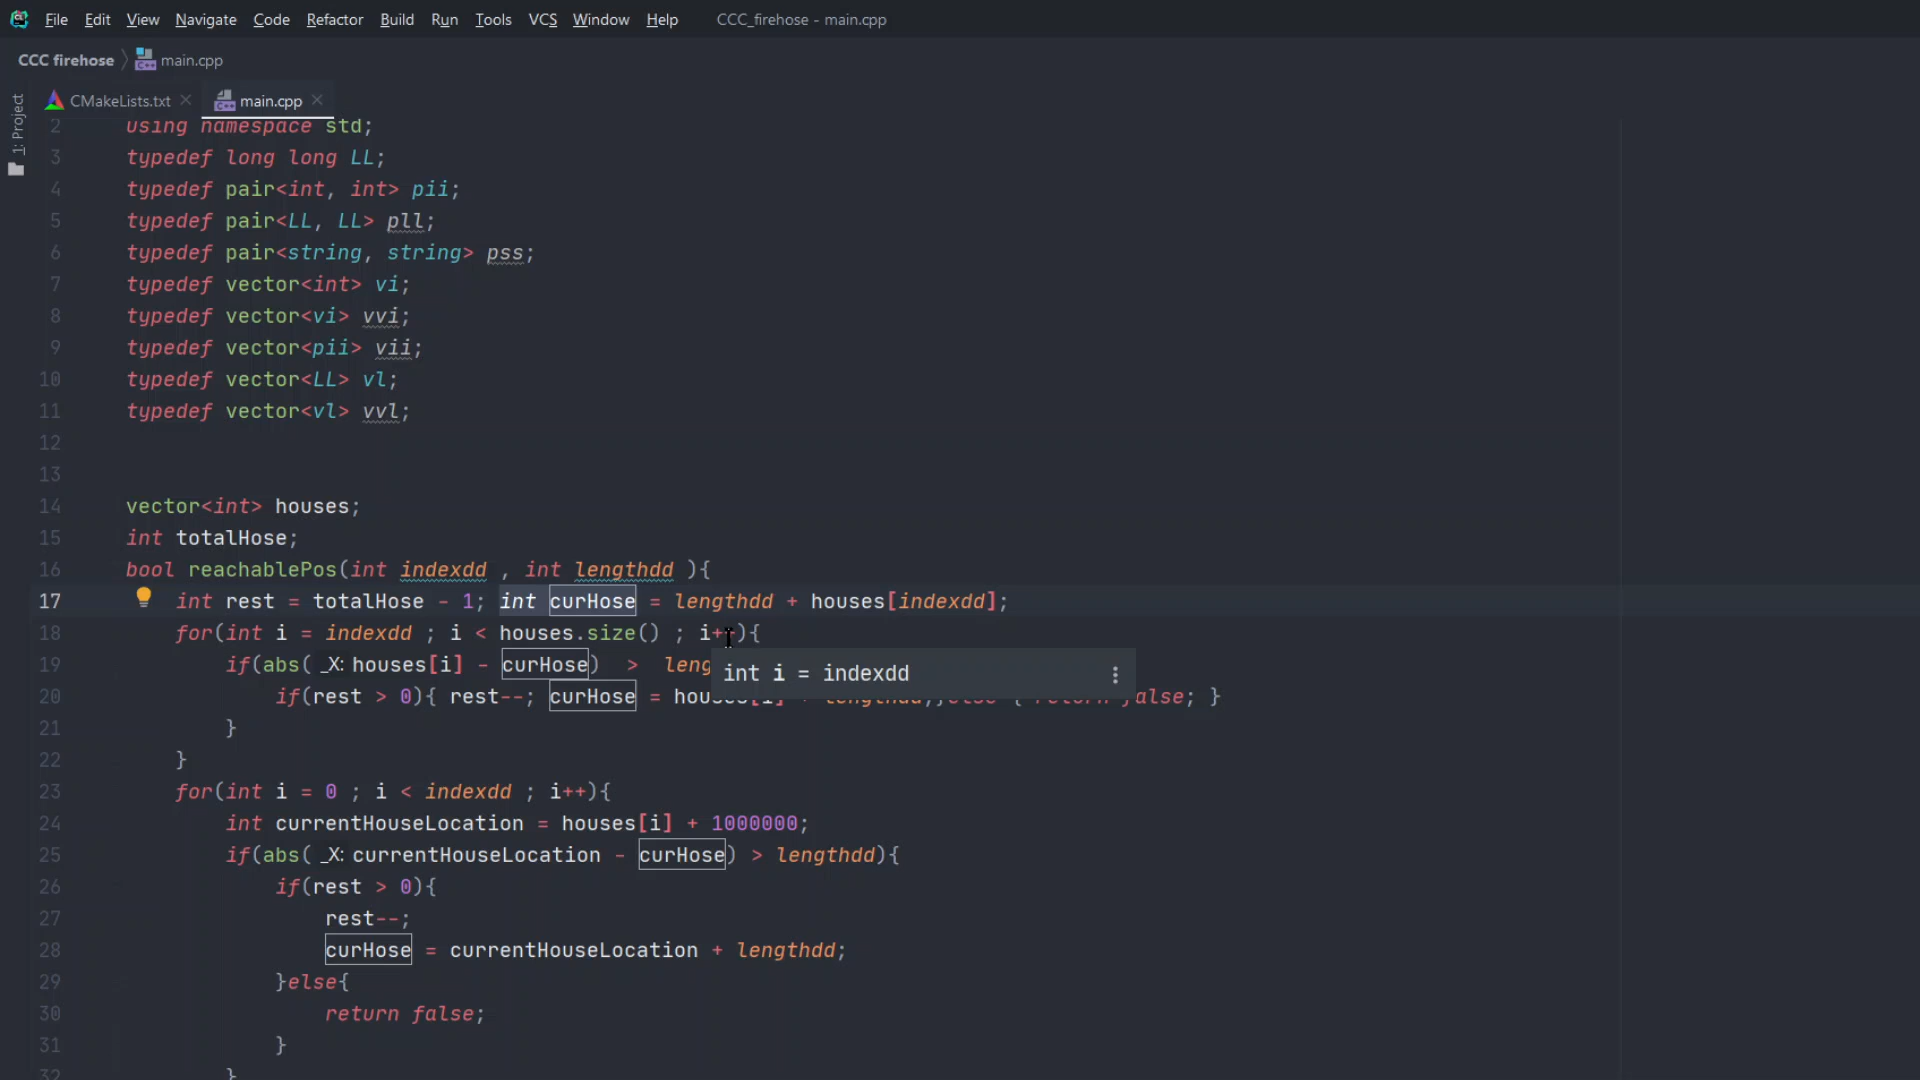 File Edit View Navigate Code Refactor Build Run Tools VCS Window Help CCC_firehose - main.cpp
CCC firehose main.cpp
1: Project
CMakeLists.txt main.cpp
2 using namespace std;
3 typedef long long LL;
4 typedef pair<int, int> pii;
5 typedef pair<LL, LL> pll;
6 typedef pair<string, string> pss;
7 typedef vector<int> vi;
8 typedef vector<vi> vvi;
9 typedef vector<pii> vii;
10 typedef vector<LL> vl;
11 typedef vector<vl> vvl;
12
13
14 vector<int> houses;
15 int totalHose;
16 bool reachablePos(int indexdd , int lengthdd ){
17 int rest = totalHose - 1; int curHose = lengthdd + houses[indexdd];
18 for(int i = indexdd ; i < houses.size() ; i++){
19 if(abs( _X: houses[i] - curHose) > leng
int i = indexdd
20 if(rest > 0){ rest--; curHose = houses[i] + lengthdd;}else { return false; }
21 }
22 }
23 for(int i = 0 ; i < indexdd ; i++){
24 int currentHouseLocation = houses[i] + 1000000;
25 if(abs( _X: currentHouseLocation - curHose) > lengthdd){
26 if(rest > 0){
27 rest--;
28 curHose = currentHouseLocation + lengthdd;
29 }else{
30 return false;
31 }
32 }